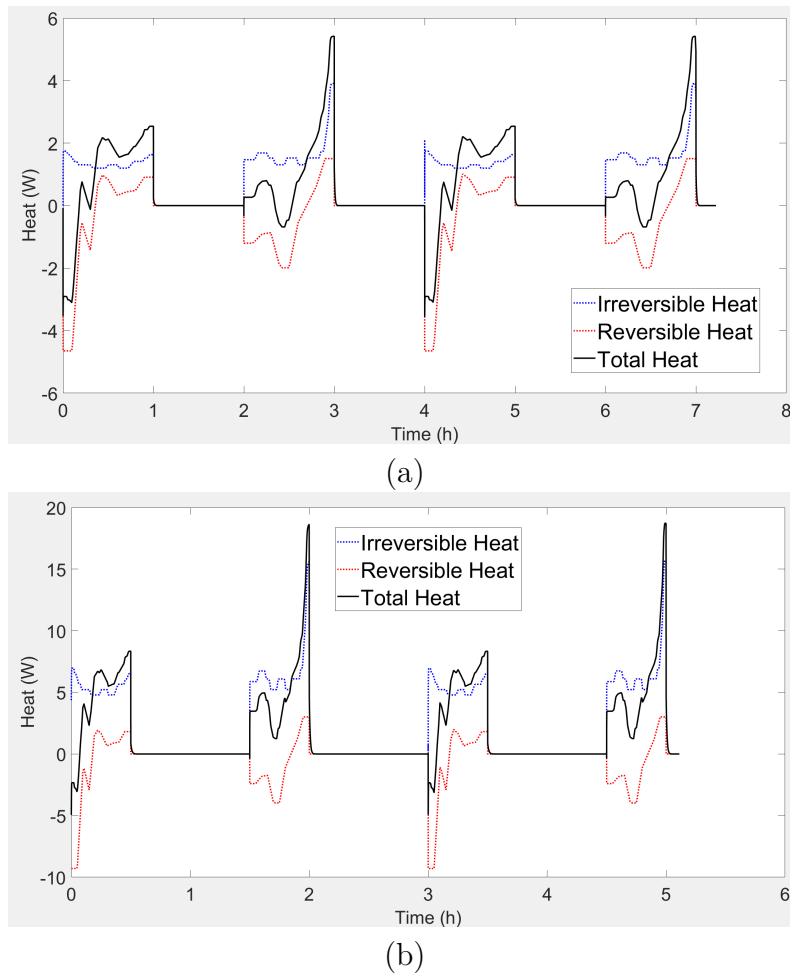 6
4
2
0
-2
-4
-6
Heat (W)
Irreversible Heat
Reversible Heat
Total Heat
0 1 2 3 4 5 6 7 8
Time (h)
(a)
20
15
10
5
0
-5
-10
Heat (W)
Irreversible Heat
Reversible Heat
Total Heat
0 1 2 3 4 5 6
Time (h)
(b)